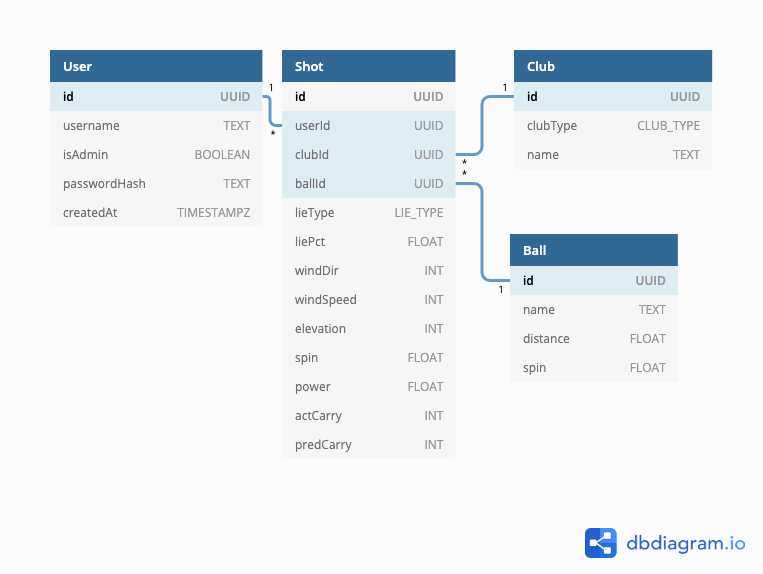 User
id UUID
username TEXT
isAdmin BOOLEAN
passwordHash TEXT
createdAt TIMESTAMPZ
1
*
Shot
id UUID
userId UUID
clubId UUID
ballId UUID
lieType LIE_TYPE
liePct FLOAT
windDir INT
windSpeed INT
elevation INT
spin FLOAT
power FLOAT
actCarry INT
predCarry INT
1
*
*
1
Club
id UUID
clubType CLUB_TYPE
name TEXT
Ball
id UUID
name TEXT
distance FLOAT
spin FLOAT
dbdiagram.io